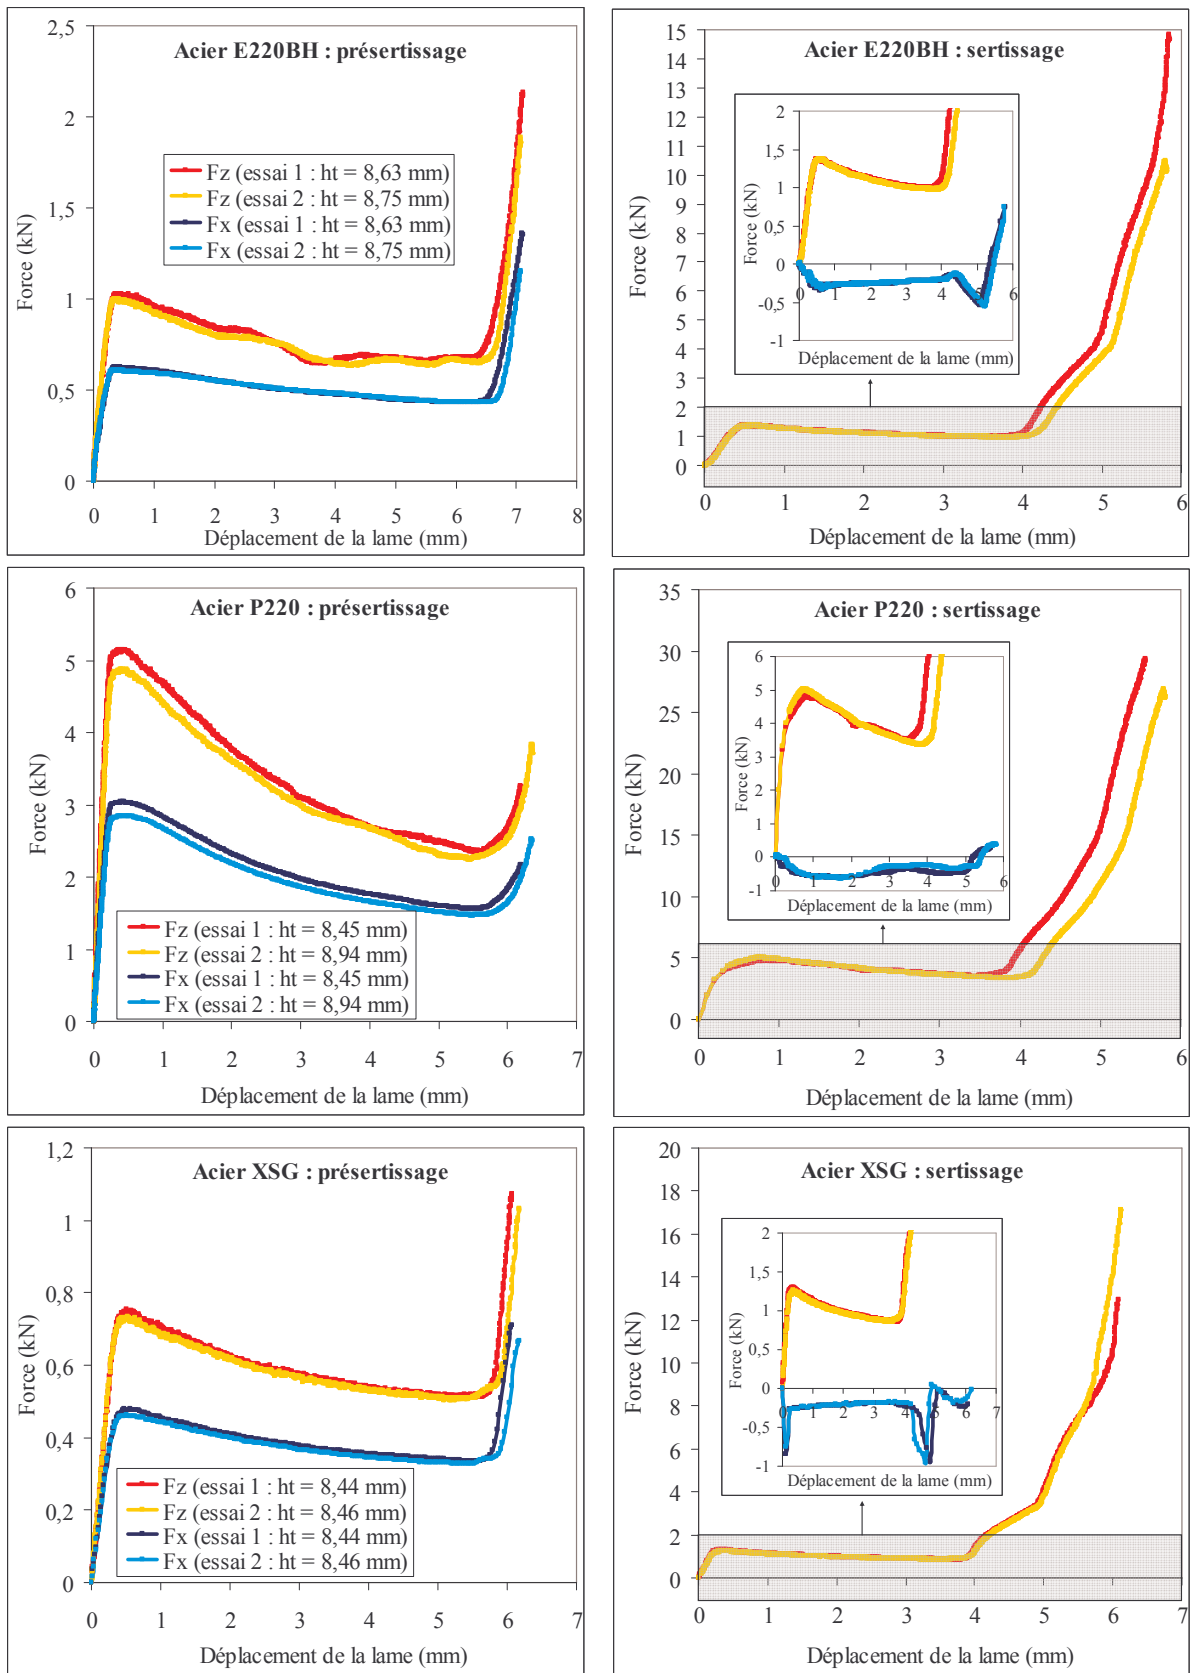 Acier E220BH : présertissage
2,5
2
1,5
1
0,5
0
Force (kN)
Fz (essai 1 : ht = 8,63 mm)
Fz (essai 2 : ht = 8,75 mm)
Fx (essai 1 : ht = 8,63 mm)
Fx (essai 2 : ht = 8,75 mm)
0 1 2 3 4 5 6 7 8
Déplacement de la lame (mm)
Acier E220BH : sertissage
15
14
13
12
11
10
9
8
7
6
5
4
3
2
1
0
Force (kN)
2
1,5
1
0,5
0
-0,5
-1
Force (kN)
0 1 2 3 4 5 6
Déplacement de la lame (mm)
0 1 2 3 4 5 6
Déplacement de la lame (mm)
Acier P220 : présertissage
6
5
4
3
2
1
0
Force (kN)
Fz (essai 1 : ht = 8,45 mm)
Fz (essai 2 : ht = 8,94 mm)
Fx (essai 1 : ht = 8,45 mm)
Fx (essai 2 : ht = 8,94 mm)
0 1 2 3 4 5 6 7
Déplacement de la lame (mm)
Acier P220 : sertissage
35
30
25
20
15
10
5
0
Force (kN)
6
5
4
3
2
1
0
-1
Force (kN)
0 1 2 3 4 5 6
Déplacement de la lame (mm)
0 1 2 3 4 5 6
Déplacement de la lame (mm)
Acier XSG : présertissage
1,2
1
0,8
0,6
0,4
0,2
0
Force (kN)
Fz (essai 1 : ht = 8,44 mm)
Fz (essai 2 : ht = 8,46 mm)
Fx (essai 1 : ht = 8,44 mm)
Fx (essai 2 : ht = 8,46 mm)
0 1 2 3 4 5 6 7
Déplacement de la lame (mm)
Acier XSG : sertissage
20
18
16
14
12
10
8
6
4
2
0
Force (kN)
2
1,5
1
0,5
0
-0,5
-1
Force (kN)
0 1 2 3 4 5 6 7
Déplacement de la lame (mm)
0 1 2 3 4 5 6 7
Déplacement de la lame (mm)